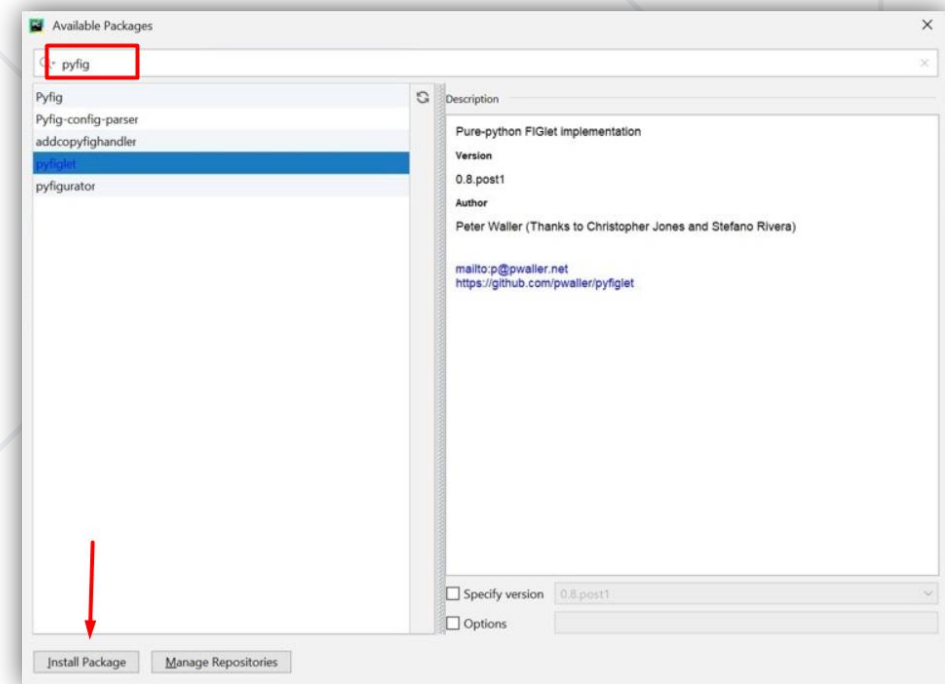 Available Packages
pyfig
Pyfig
Pyfig-config-parser
addcopyfighandler
pyfiglet
pyfigurator
Description
Pure-python FIGlet implementation
Version
0.8.post1
Author
Peter Waller (Thanks to Christopher Jones and Stefano Rivera)
mailto:p@pwaller.net
https://github.com/pwaller/pyfiglet
Specify version 0.8.post1
Options
Install Package Manage Repositories